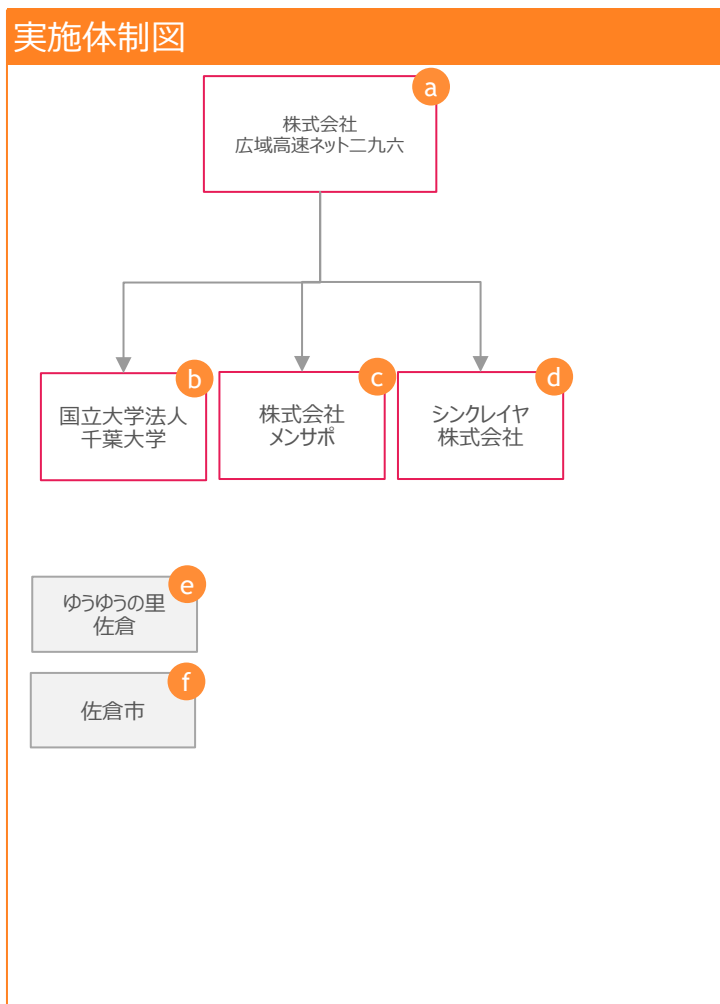 実施体制図
a
株式会社
広域高速ネット二九六
b
国立大学法人
千葉大学
c
株式会社
メンサポ
d
シンクレイヤ
株式会社
e
ゆうゆうの里
佐倉
f
佐倉市